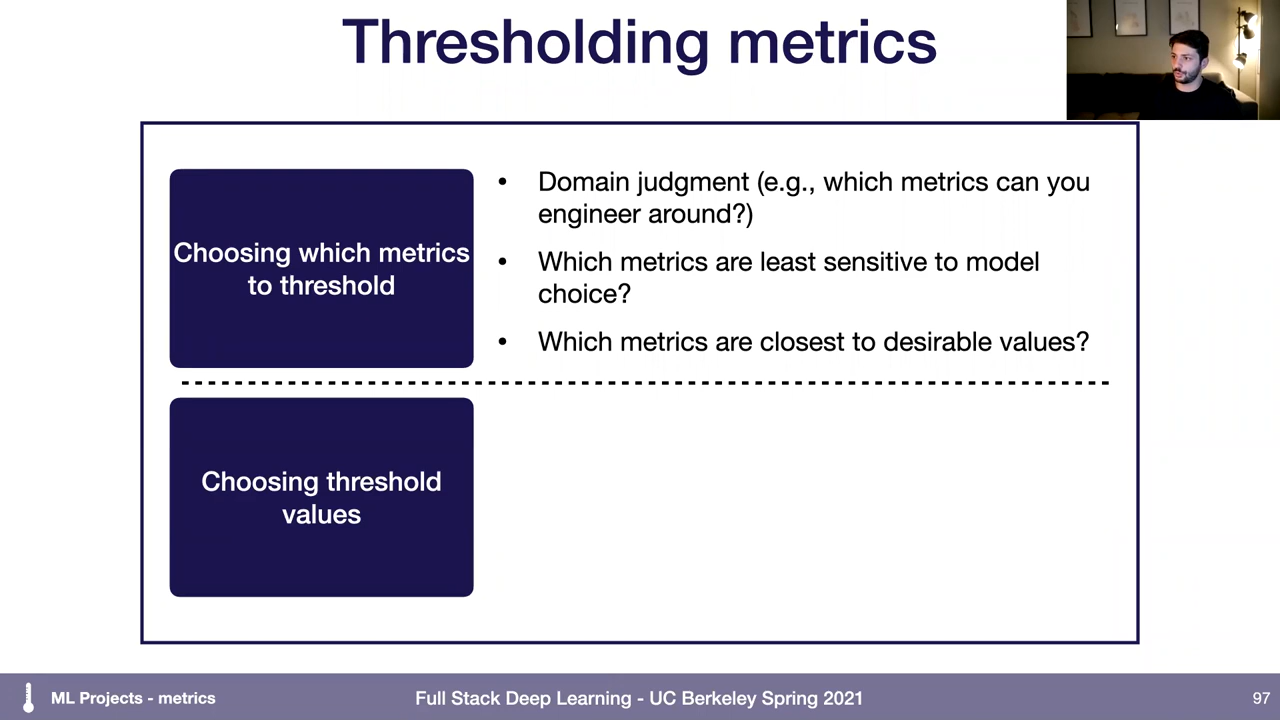 Thresholding metrics
Choosing which metrics
to threshold
• Domain judgment (e.g., which metrics can you
engineer around?)
• Which metrics are least sensitive to model
choice?
• Which metrics are closest to desirable values?
Choosing threshold
values
ML Projects - metrics
Full Stack Deep Learning - UC Berkeley Spring 2021
97